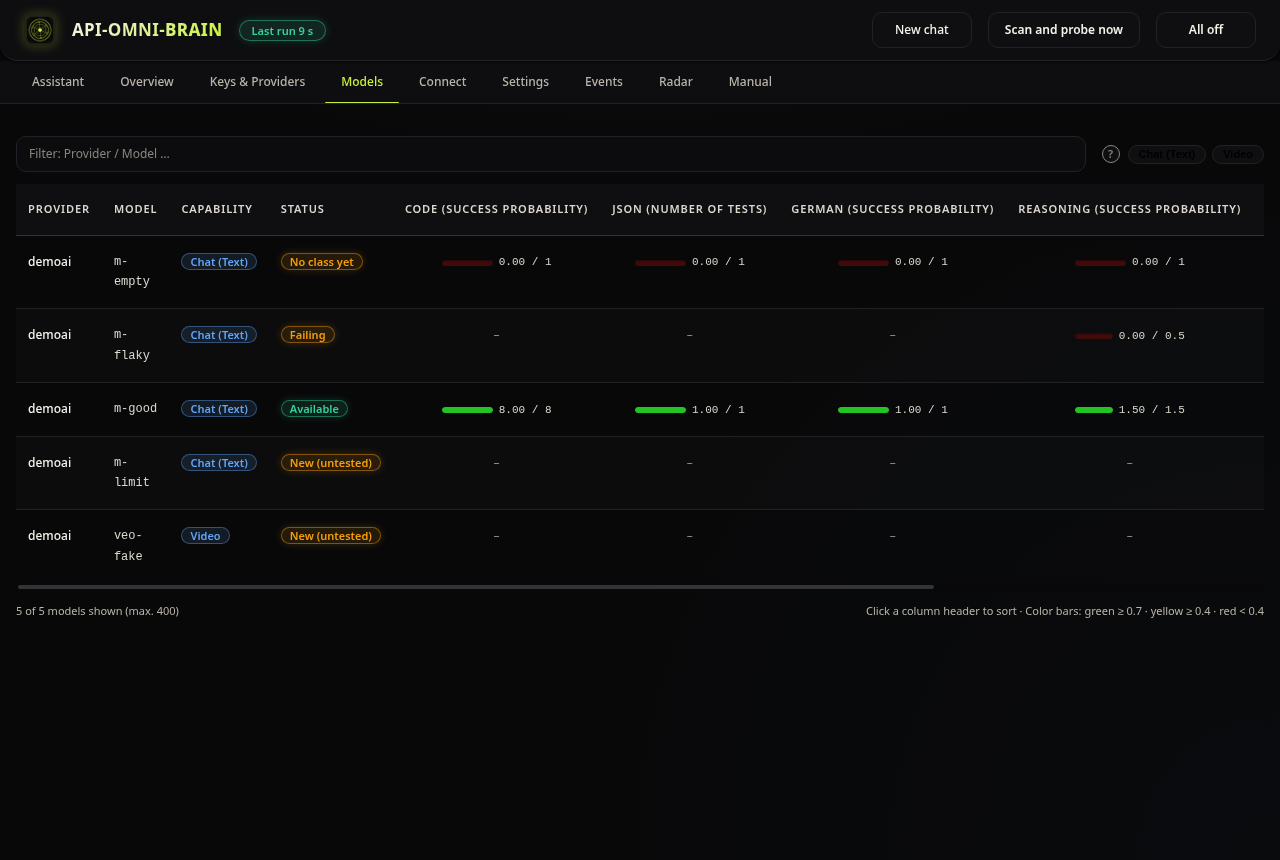 API-OMNI-BRAIN Last run 9 s New chat Scan and probe now All off
Assistant Overview Keys & Providers Models Connect Settings Events Radar Manual
Filter: Provider / Model ... ? Chat (Text) Video
PROVIDER MODEL CAPABILITY STATUS CODE (SUCCESS PROBABILITY) JSON (NUMBER OF TESTS) GERMAN (SUCCESS PROBABILITY) REASONING (SUCCESS PROBABILITY)
demoai m- Chat (Text) No class yet 0.00 / 1 0.00 / 1 0.00 / 1 0.00 / 1
empty
demoai m- Chat (Text) Failing – – – 0.00 / 0.5
flaky
demoai m-good Chat (Text) Available 8.00 / 8 1.00 / 1 1.00 / 1 1.50 / 1.5
demoai m- Chat (Text) New (untested) – – – –
limit
demoai veo- Video New (untested) – – – –
fake
5 of 5 models shown (max. 400) Click a column header to sort · Color bars: green ≥ 0.7 · yellow ≥ 0.4 · red < 0.4